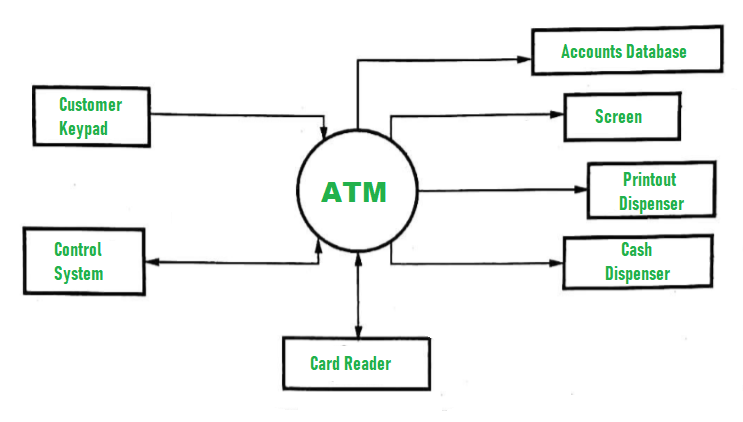 Accounts Database
Customer
Keypad
Screen
ATM
Printout
Dispenser
Control
System
Cash
Dispenser
Card Reader